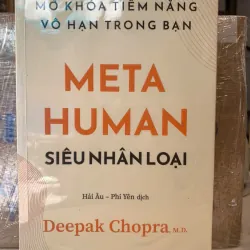 MỞ KHÓA TIỀM NĂNG
VÔ HẠN TRONG BẠN
META
HUMAN
SIÊU NHÂN LOẠI
Hải Âu – Phi Yến dịch
Deepak Chopra, M.D.